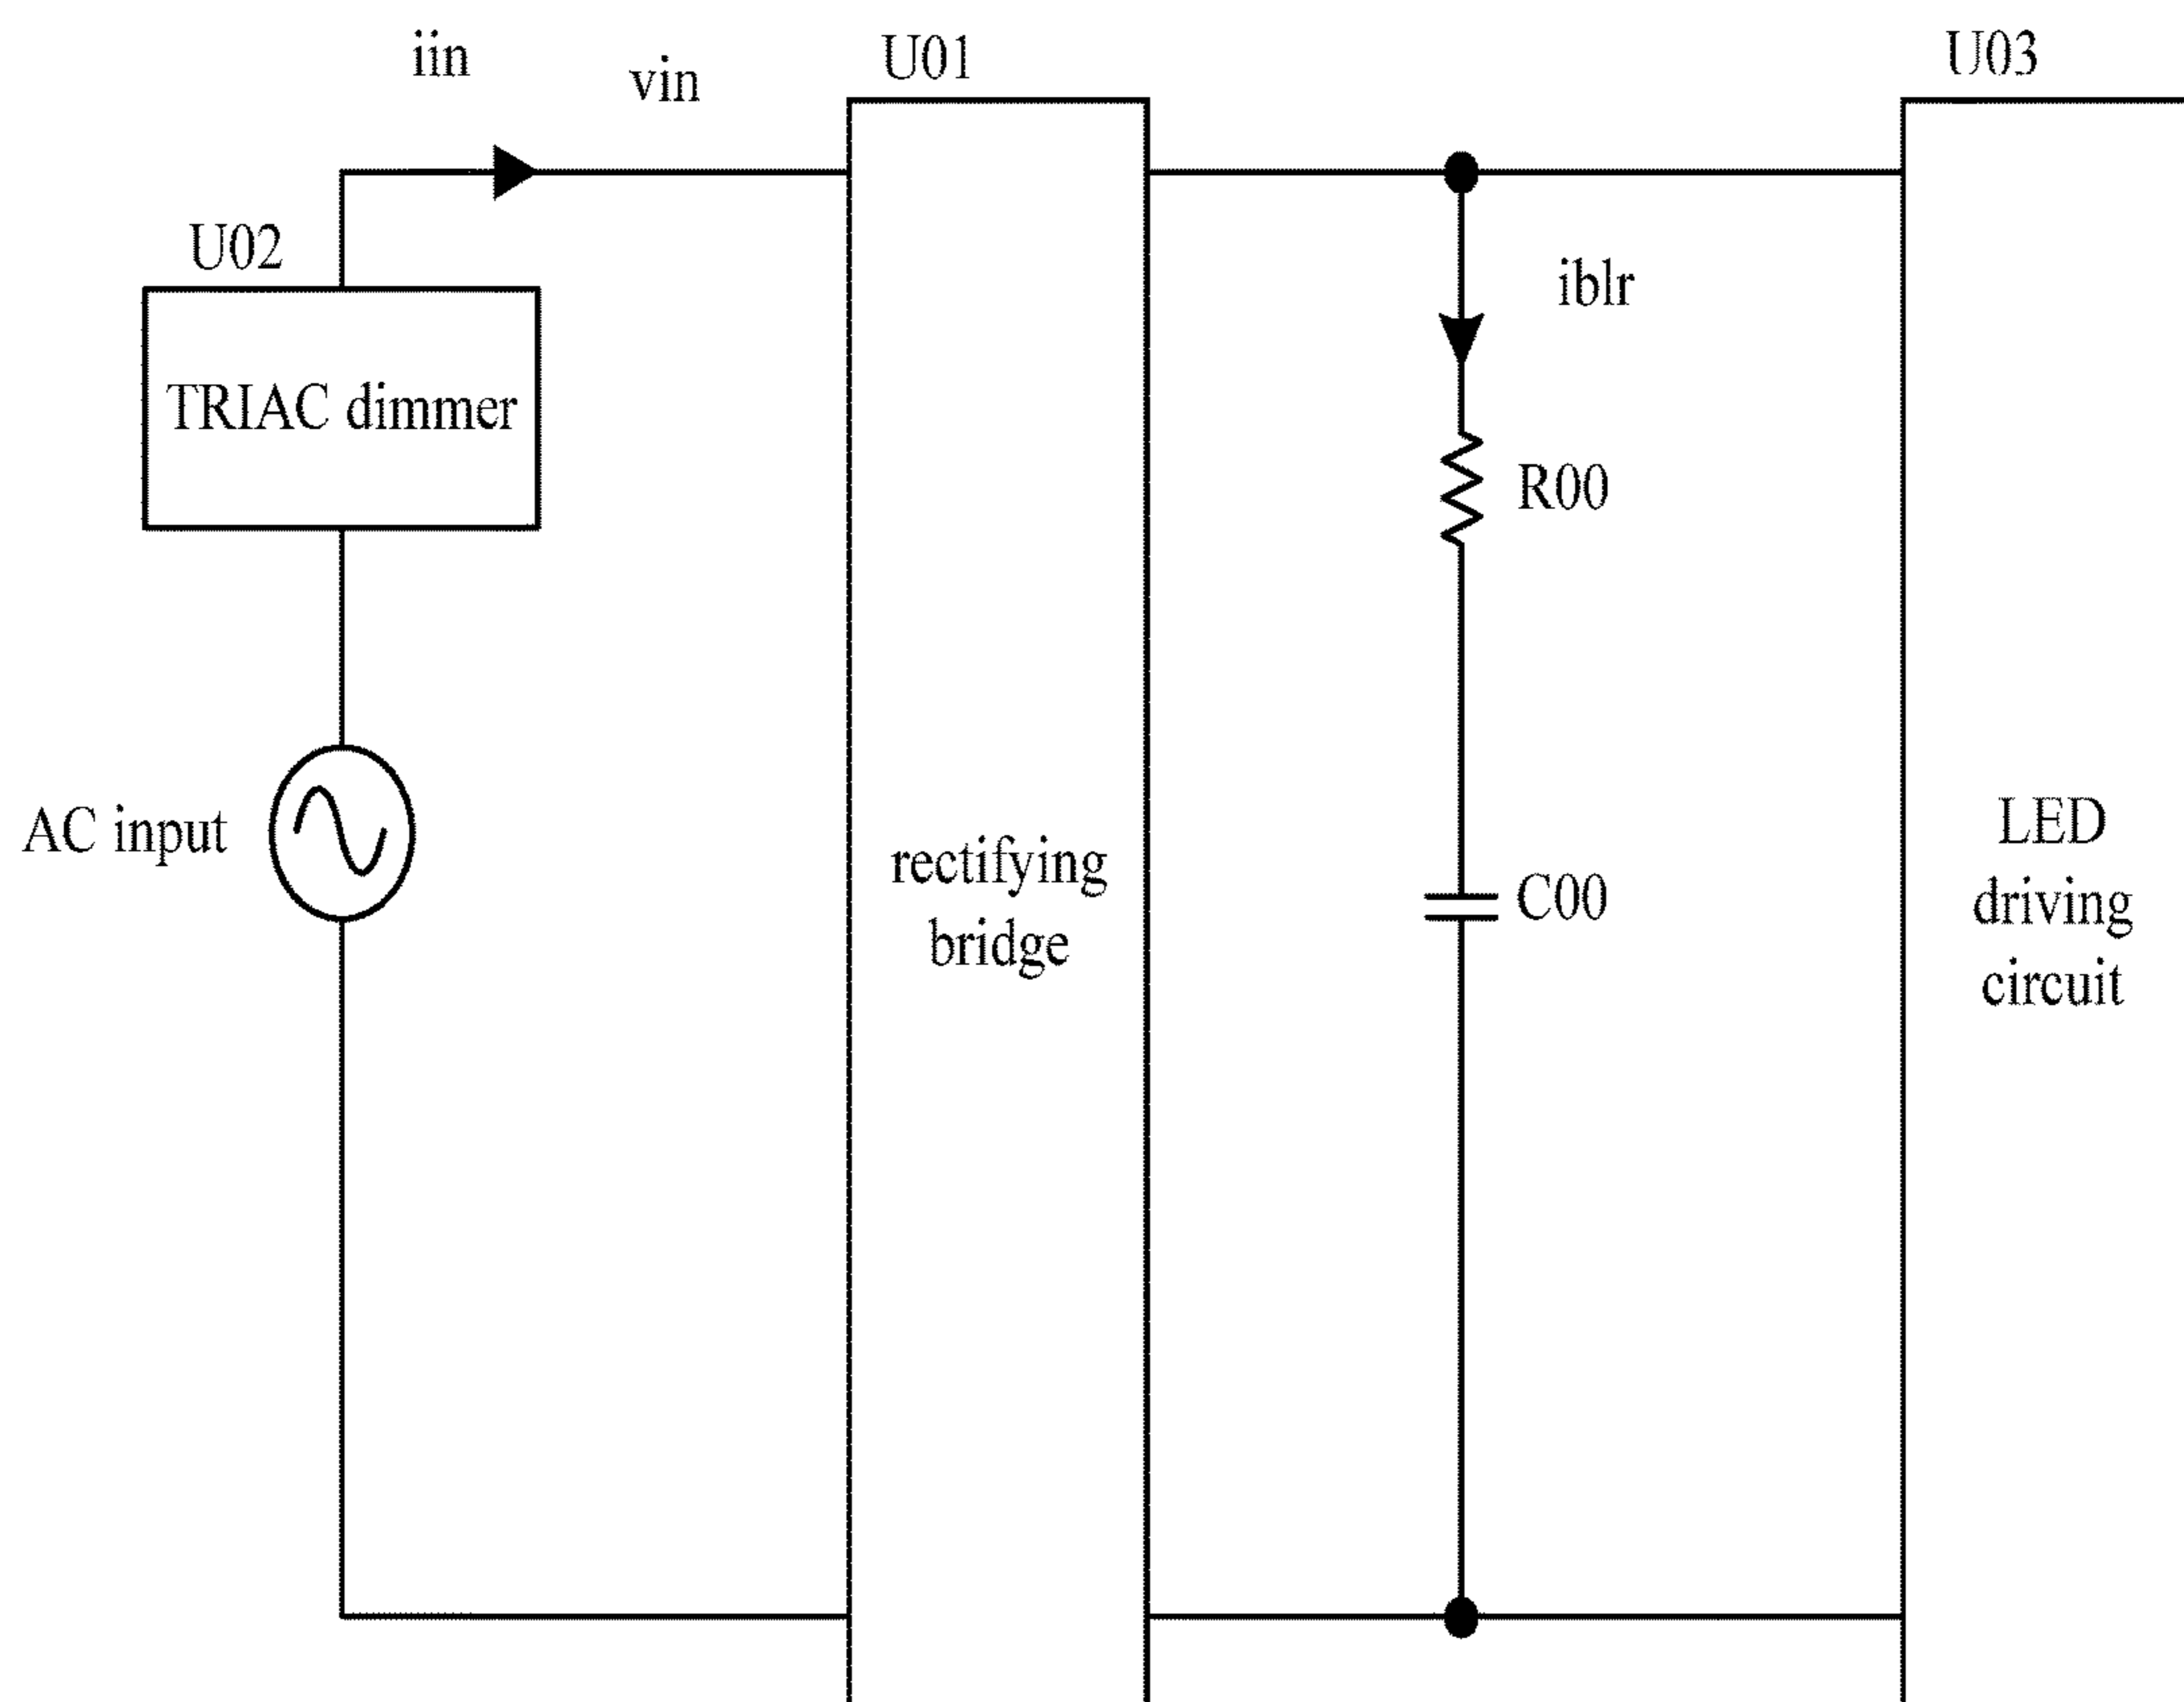 iin
vin
U01
U03
U02
iblr
TRIAC dimmer
R00
AC input
rectifying
bridge
C00
LED
driving
circuit